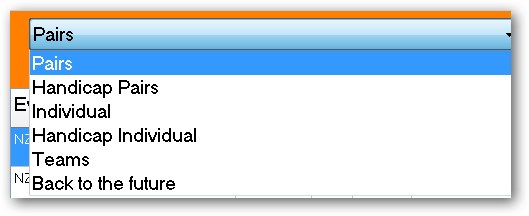 Pairs
Pairs
Handicap Pairs
Individual
Handicap Individual
Teams
Back to the future